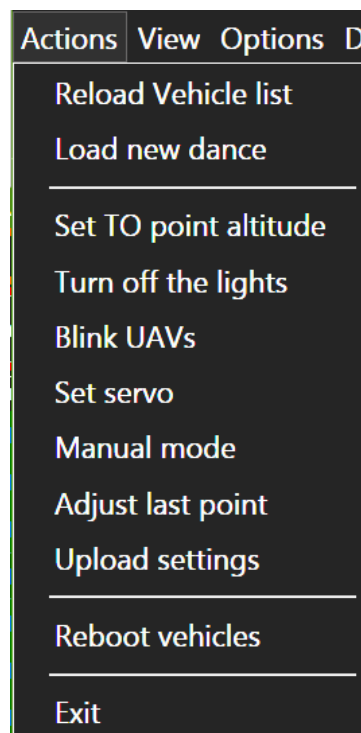 Actions View Options D
Reload Vehicle list
Load new dance
Set TO point altitude
Turn off the lights
Blink UAVs
Set servo
Manual mode
Adjust last point
Upload settings
Reboot vehicles
Exit